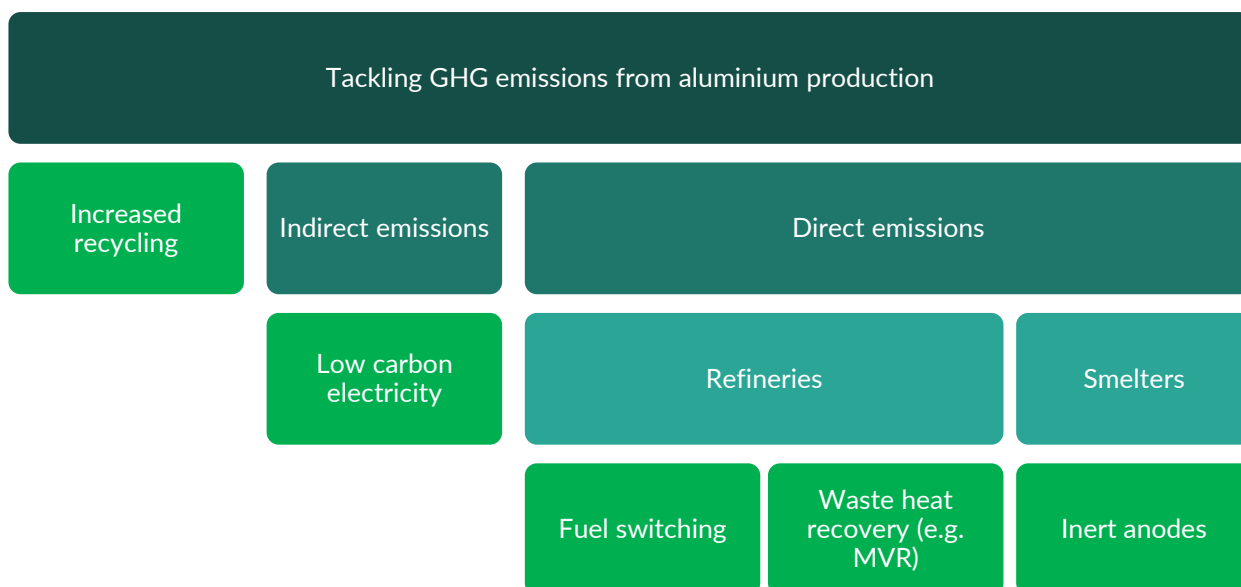 Tackling GHG emissions from aluminium production
Increased
recycling
Indirect emissions
Direct emissions
Low carbon
electricity
Refineries
Smelters
Fuel switching
Waste heat
recovery (e.g.
MVR)
Inert anodes